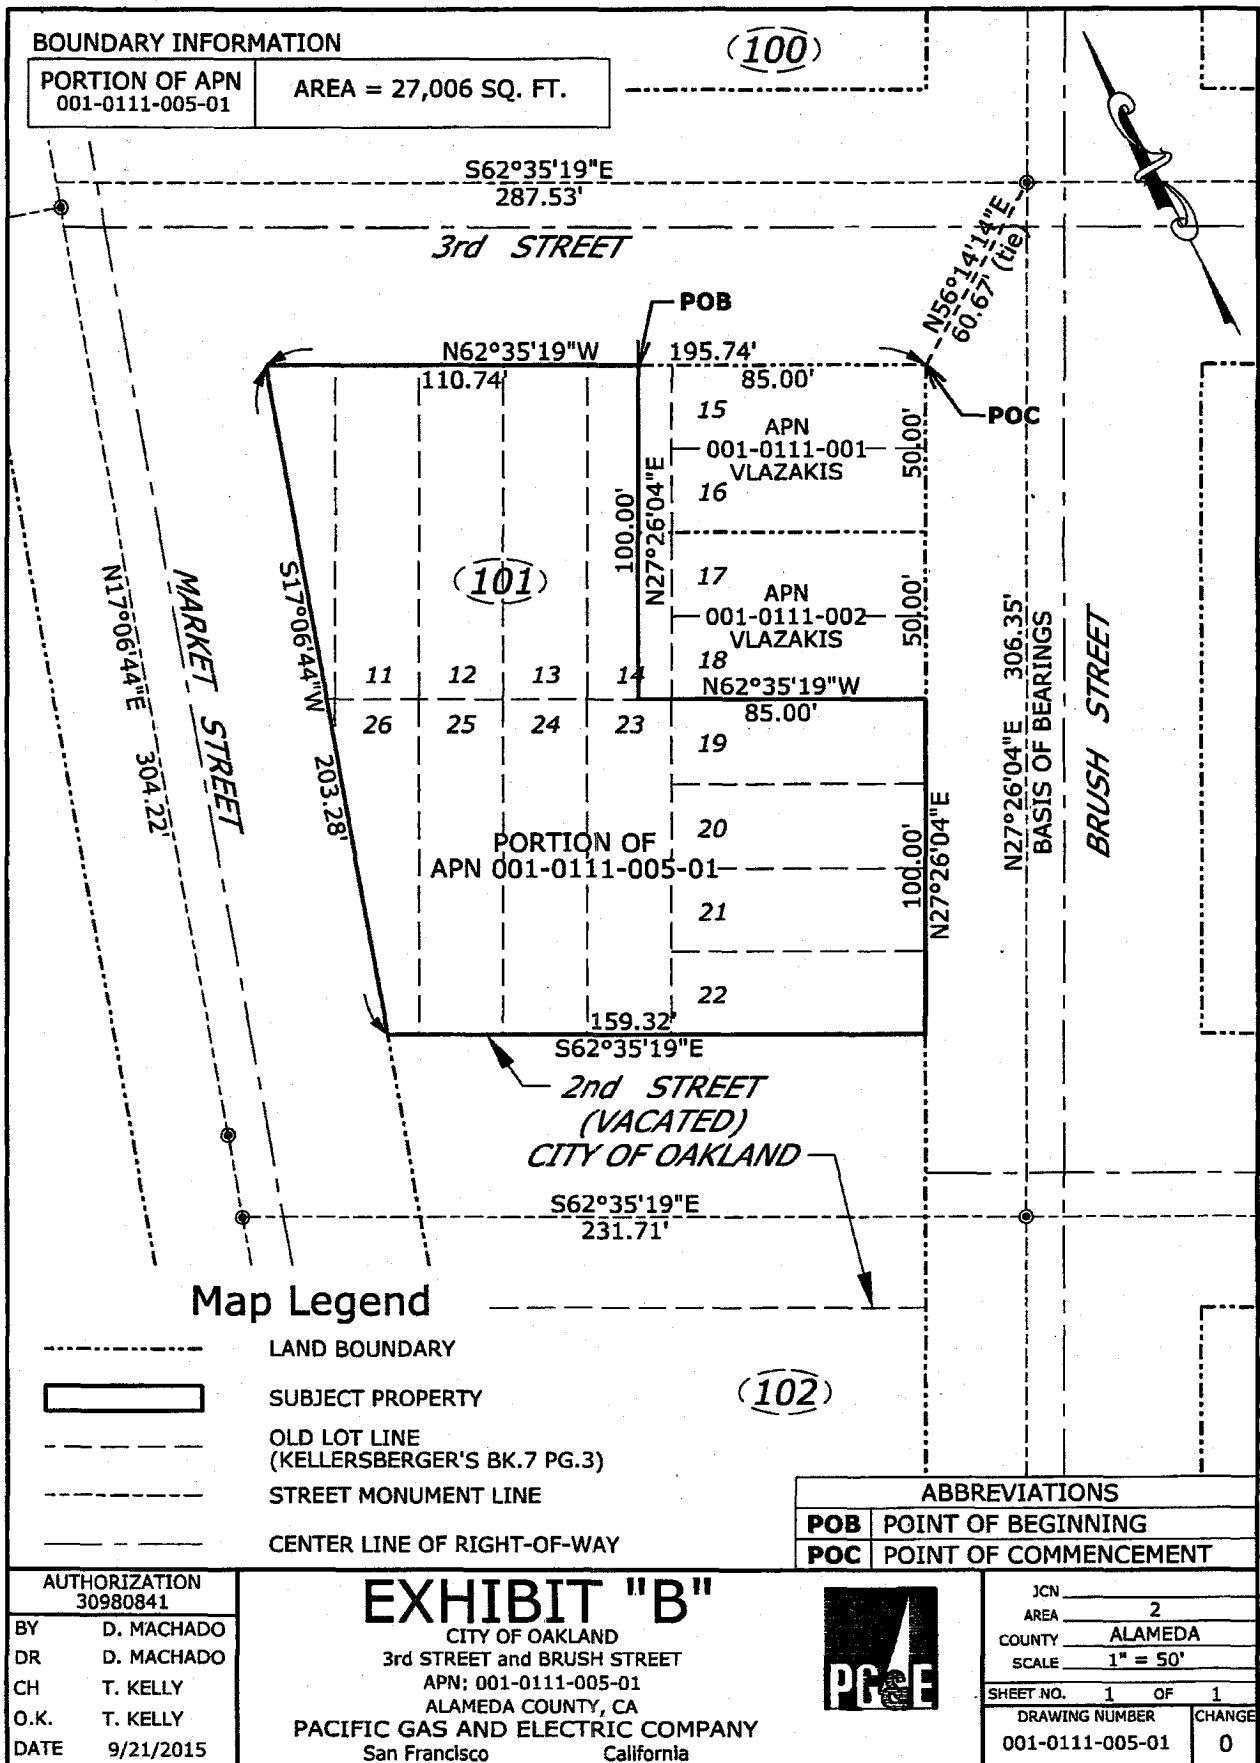 BOUNDARY INFORMATION
PORTION OF APN
001-0111-005-01
AREA = 27,006 SQ. FT.
100
S62°35'19"E
287.53'
3rd STREET
N56°14'14"E
60.67' (tie)
POB
N62°35'19"W
195.74'
110.74'
85.00'
POC
15
APN
001-0111-001
VLAZAKIS
16
50.00'
100.00'
N27°26'04"E
101
17
APN
001-0111-002
VLAZAKIS
18
50.00'
N17°06'44"E
304.22'
MARKET STREET
S17°06'44"W
203.28'
11
12
13
14
26
25
24
23
N62°35'19"W
85.00'
19
20
21
22
PORTION OF
APN 001-0111-005-01
100.00'
N27°26'04"E
N27°26'04"E 306.35'
BASIS OF BEARINGS
BRUSH STREET
159.32'
S62°35'19"E
2nd STREET
(VACATED)
CITY OF OAKLAND
S62°35'19"E
231.71'
102
Map Legend
LAND BOUNDARY
SUBJECT PROPERTY
OLD LOT LINE
(KELLERSBERGER'S BK.7 PG.3)
STREET MONUMENT LINE
CENTER LINE OF RIGHT-OF-WAY
ABBREVIATIONS
POB POINT OF BEGINNING
POC POINT OF COMMENCEMENT
AUTHORIZATION
30980841
BY D. MACHADO
DR D. MACHADO
CH T. KELLY
O.K. T. KELLY
DATE 9/21/2015
EXHIBIT "B"
CITY OF OAKLAND
3rd STREET and BRUSH STREET
APN: 001-0111-005-01
ALAMEDA COUNTY, CA
PACIFIC GAS AND ELECTRIC COMPANY
San Francisco California
PG&E
JCN
AREA 2
COUNTY ALAMEDA
SCALE 1" = 50'
SHEET NO. 1 OF 1
DRAWING NUMBER
001-0111-005-01
CHANGE
0